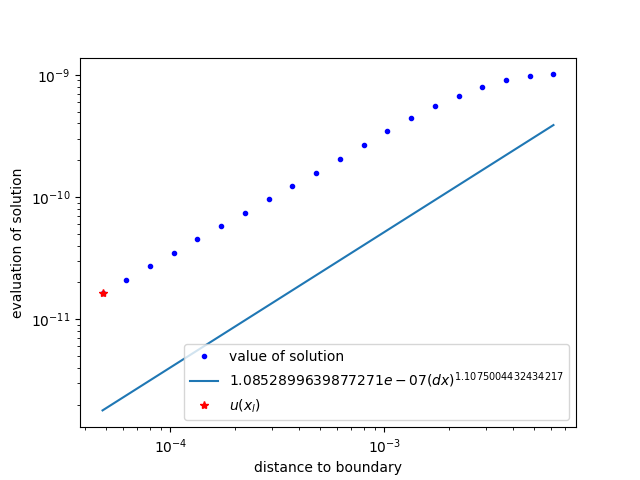 10⁻⁹
10⁻¹⁰
10⁻¹¹
evaluation of solution
value of solution
1.0852899639877271e − 07(dx)^1.1075004432434217
u(x_l)
10⁻⁴
10⁻³
distance to boundary